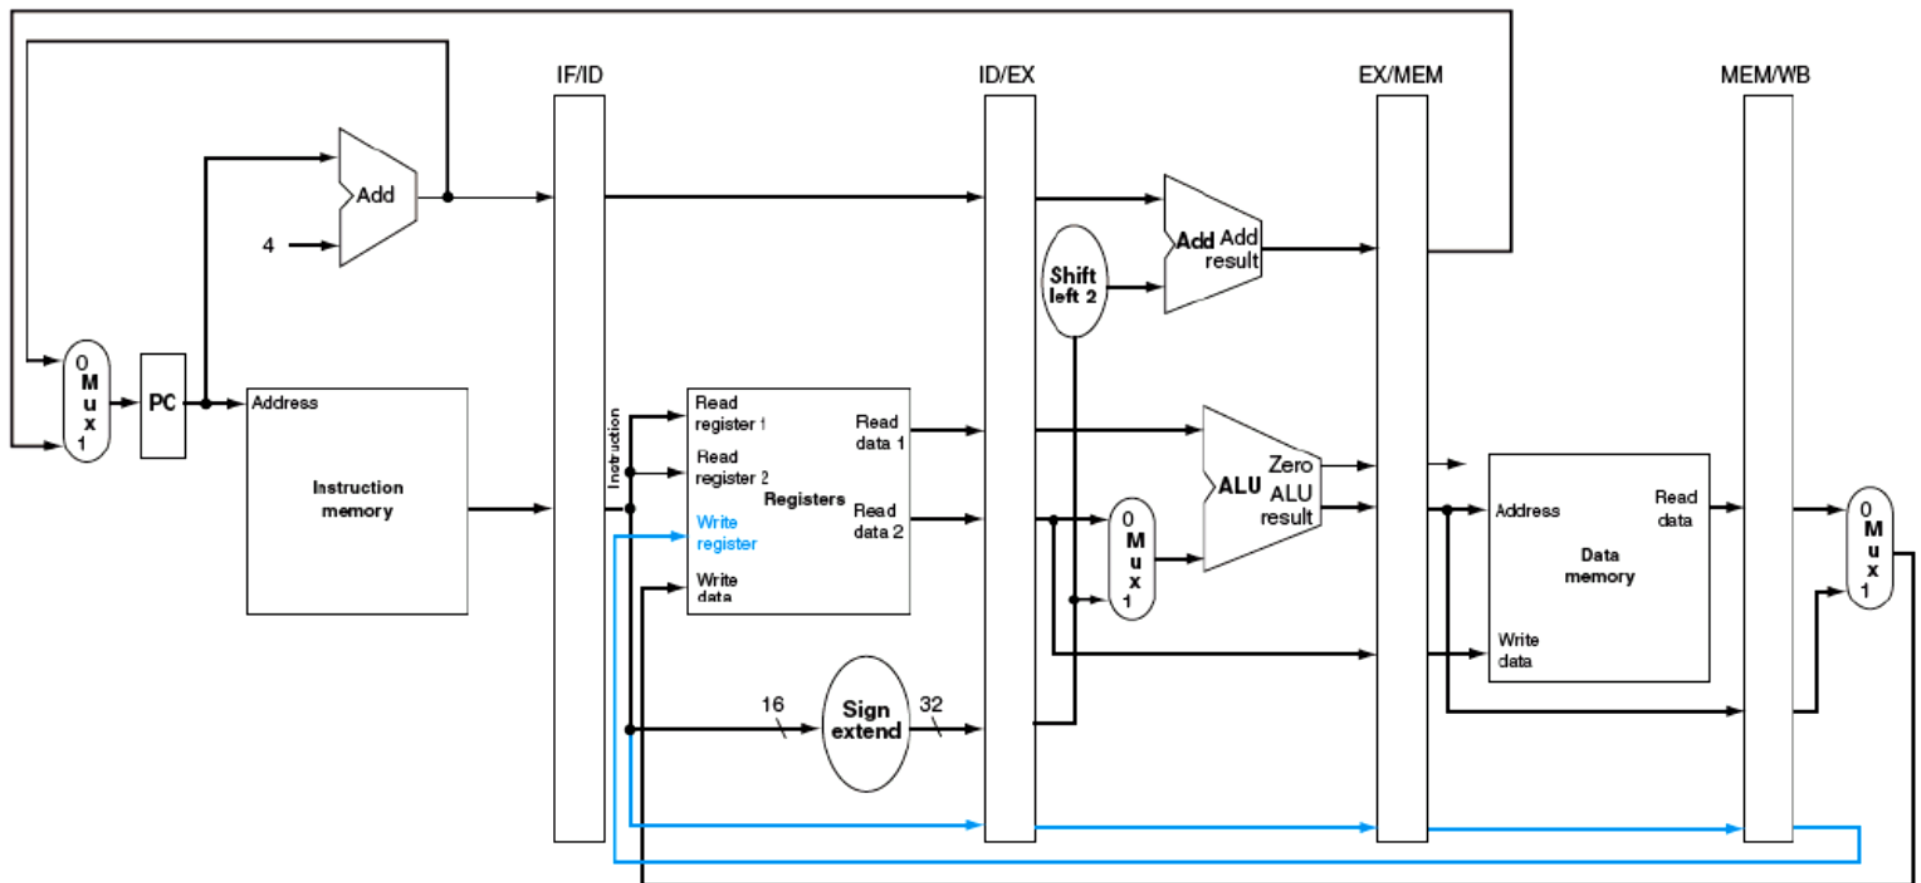 IF/ID
ID/EX
EX/MEM
MEM/WB
Add
4
Add Add
result
Shift
left 2
0
M
u
x
1
PC
Address
Instruction
memory
Instruction
Read
register 1
Read
register 2
Write
register
Write
data
Registers
Read
data 1
Read
data 2
0
M
u
x
1
ALU
Zero
ALU
result
Address
Read
data
Data
memory
Write
data
0
M
u
x
1
16
Sign
extend
32